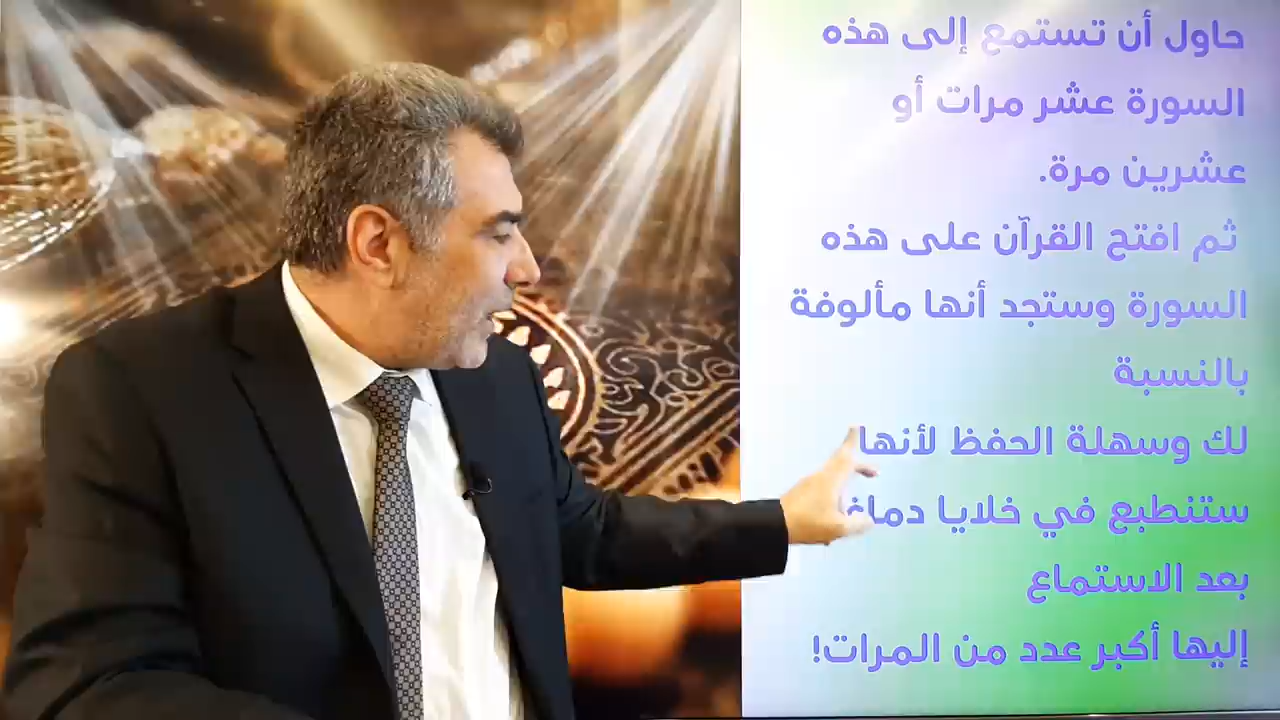 حاول أن تستمع إلى هذه
السورة عشر مرات أو
عشرين مرة.
ثم افتح القرآن على هذه
السورة وستجد أنها مألوفة
بالنسبة
لك وسهلة الحفظ لأنها
ستنطبع في خلايا
بعد الاستماع
إليها أكبر عدد من المرات!